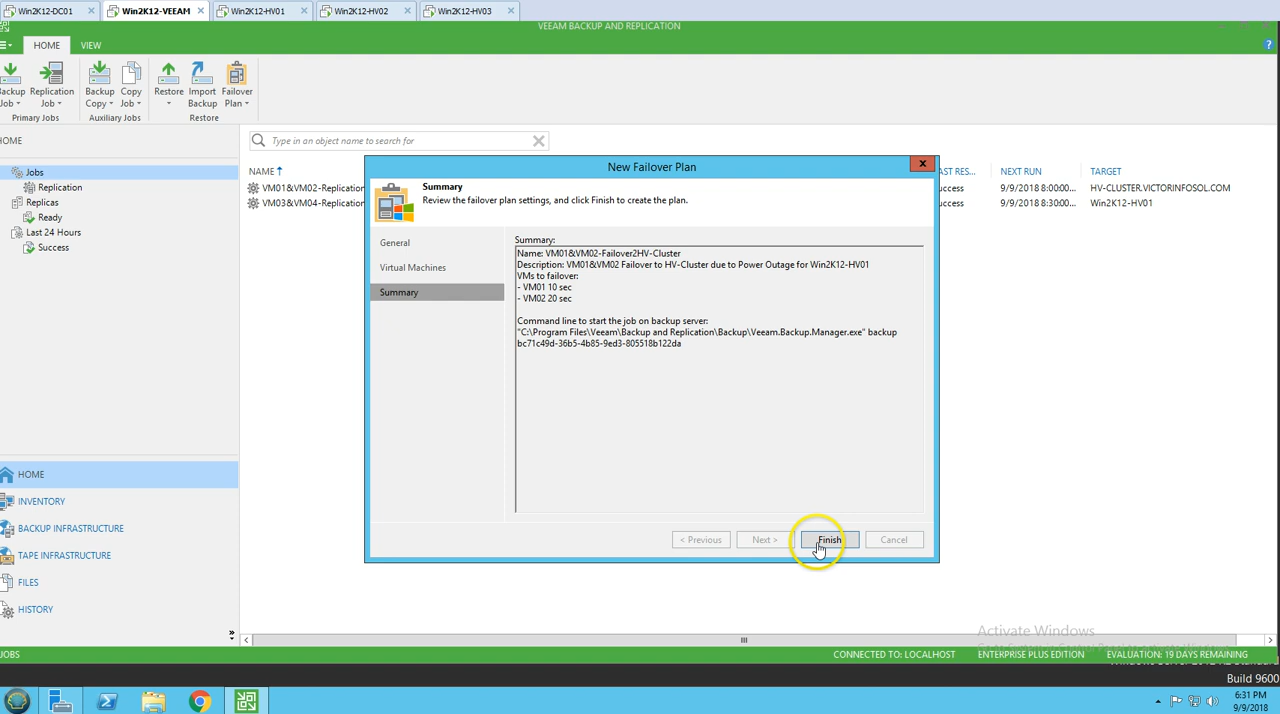 Win2K12-DC01
Win2K12-VEEAM
Win2K12-HV01
Win2K12-HV02
Win2K12-HV03
VEEAM BACKUP AND REPLICATION
HOME
VIEW
Backup Job
Replication Job
Backup Copy
Copy Job
Restore
Import Backup
Failover Plan
Primary Jobs
Auxiliary Jobs
Restore
HOME
Type in an object name to search for
Jobs
Replication
Replicas
Ready
Last 24 Hours
Success
NAME
AST RES...
NEXT RUN
TARGET
VM01&VM02-Replication
uccess
9/9/2018 8:00:00...
HV-CLUSTER.VICTORINFOSOL.COM
VM03&VM04-Replication
uccess
9/9/2018 8:30:00...
Win2K12-HV01
New Failover Plan
Summary
Review the failover plan settings, and click Finish to create the plan.
General
Virtual Machines
Summary
Summary:
Name: VM01&VM02-Failover2HV-Cluster
Description: VM01&VM02 Failover to HV-Cluster due to Power Outage for Win2K12-HV01
VMs to failover:
- VM01 10 sec
- VM02 20 sec
Command line to start the job on backup server:
"C:\Program Files\Veeam\Backup and Replication\Backup\Veeam.Backup.Manager.exe" backup
bc71c49d-36b5-4b85-9ed3-805518b122da
< Previous
Next >
Finish
Cancel
HOME
INVENTORY
BACKUP INFRASTRUCTURE
TAPE INFRASTRUCTURE
FILES
HISTORY
Activate Windows
JOBS
CONNECTED TO: LOCALHOST
ENTERPRISE PLUS EDITION
EVALUATION: 19 DAYS REMAINING
Build 9600
6:31 PM
9/9/2018